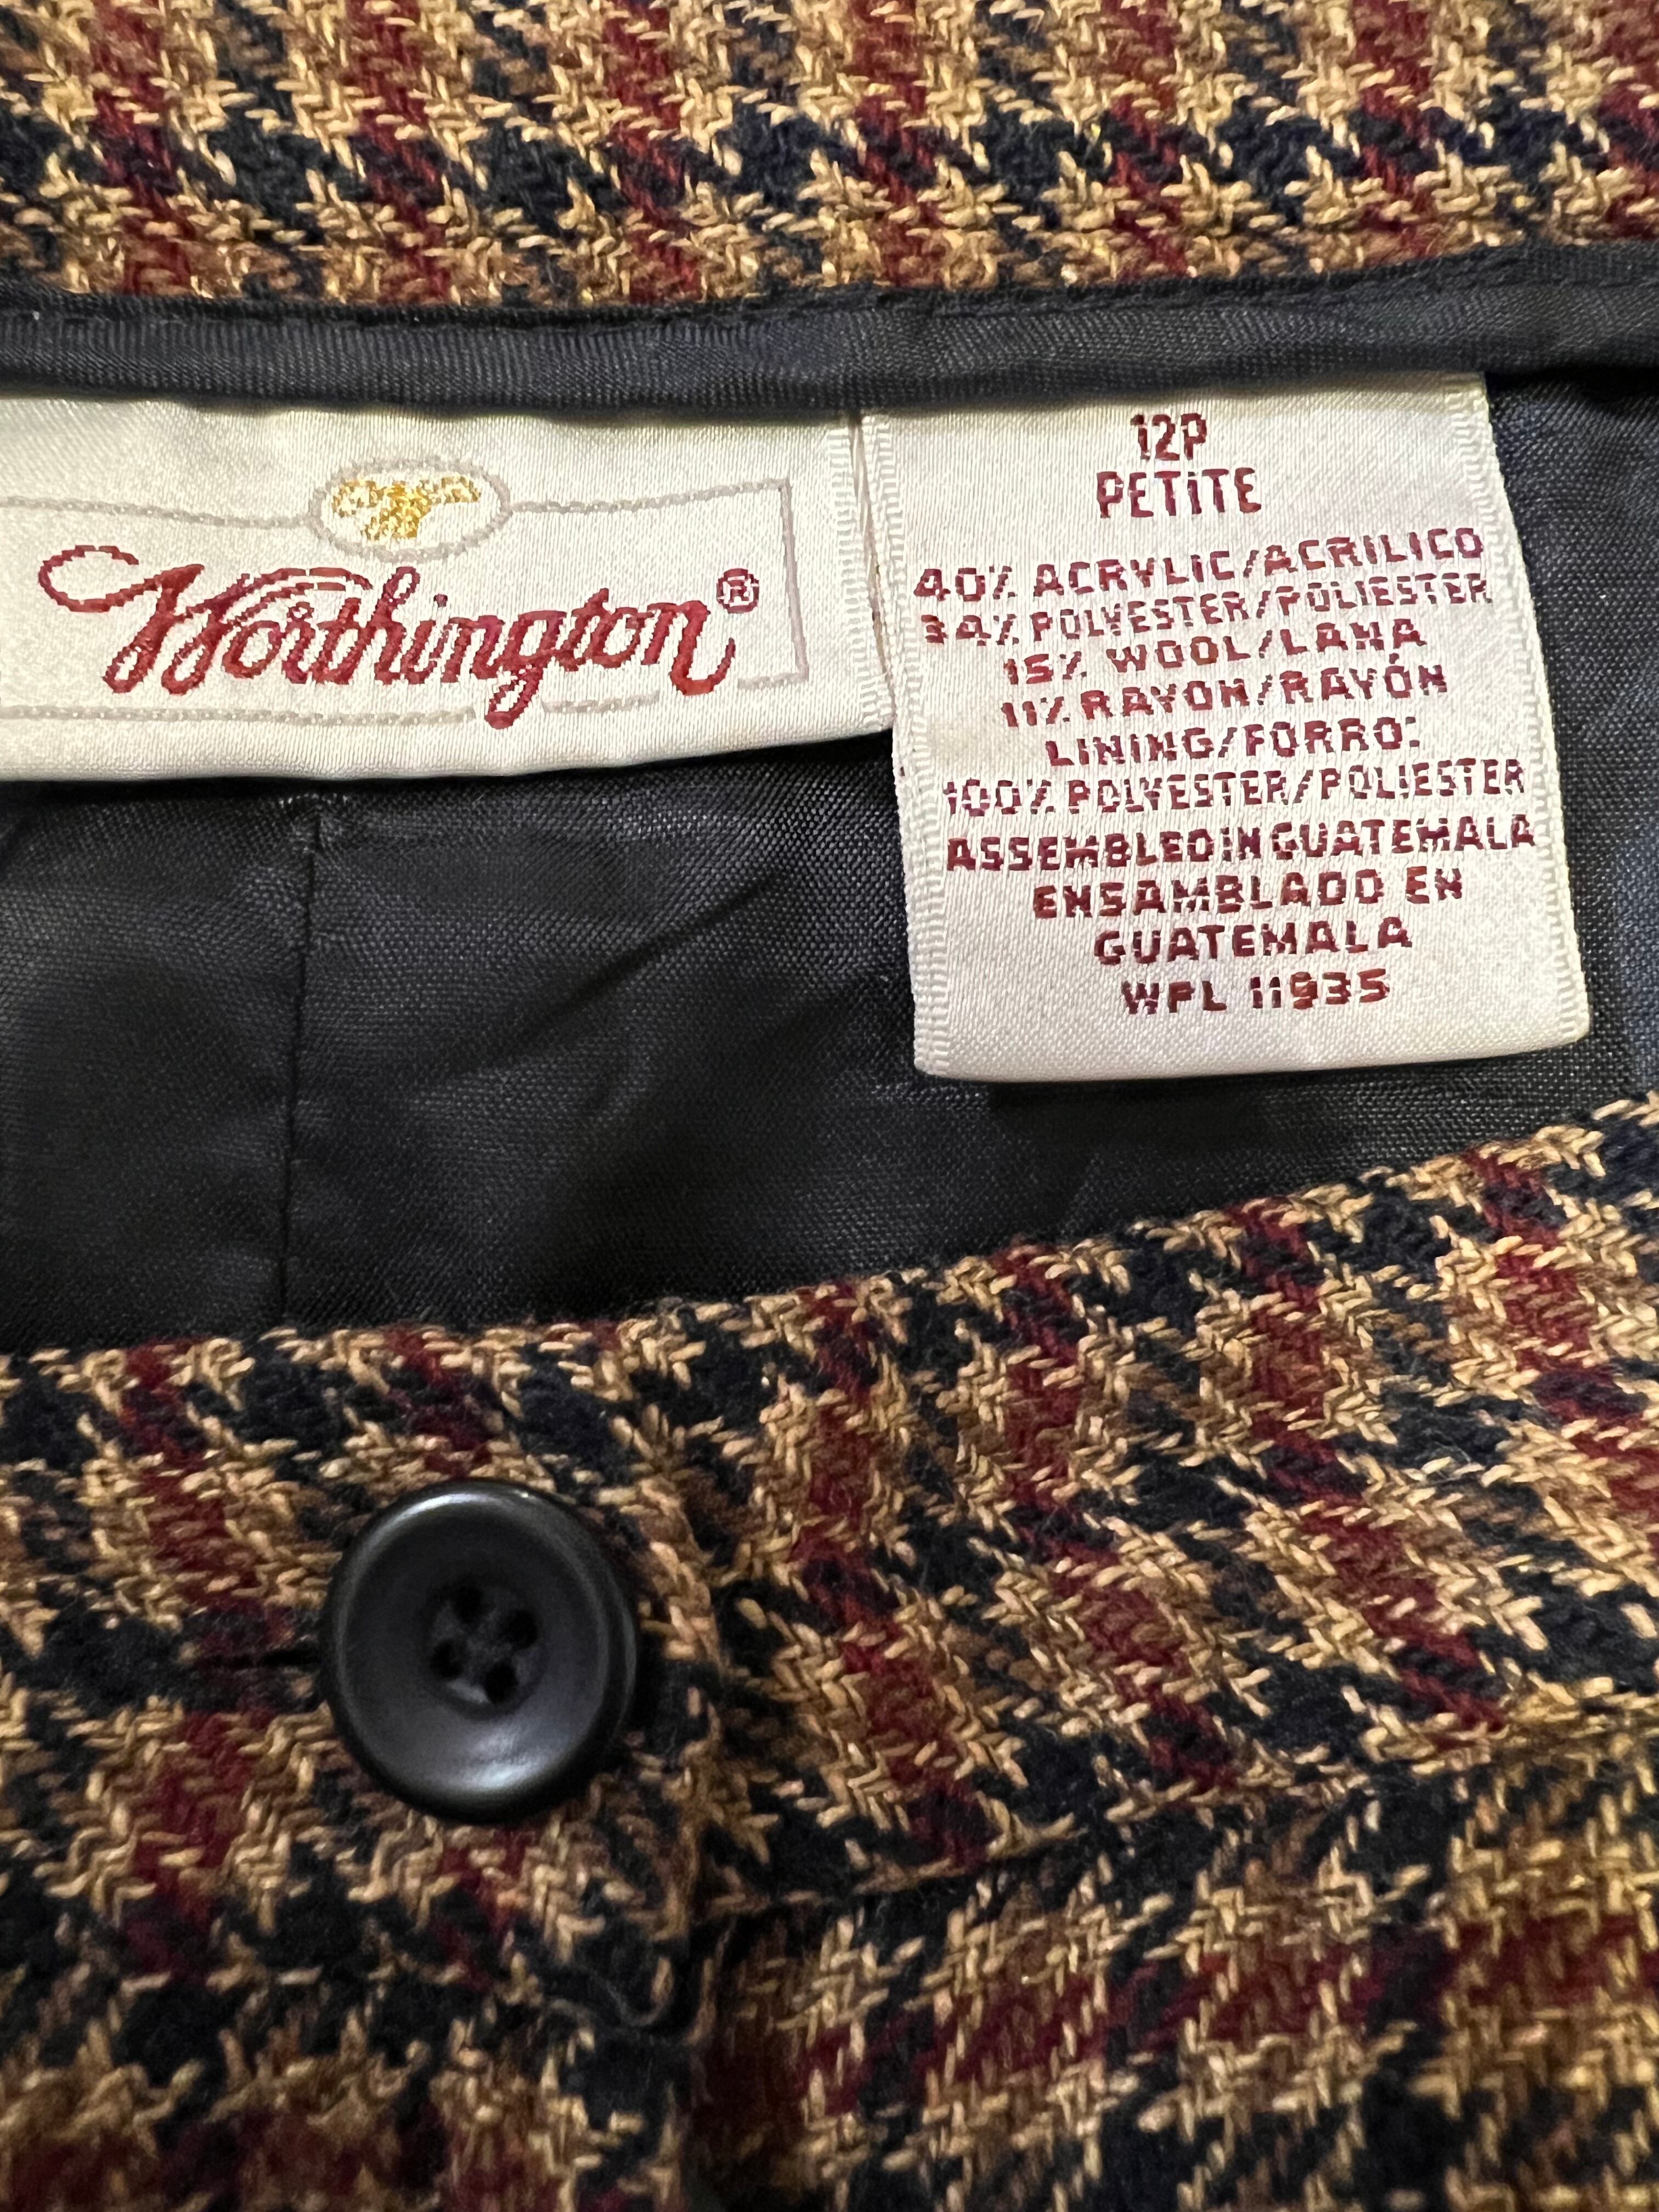 Worthington®
12P
PETITE
40% ACRYLIC/ACRILICO
34% POLYESTER/POLIESTER
15% WOOL/LANA
11% RAYON/RAYÓN
LINING/FORRO:
100% POLYESTER/POLIESTER
ASSEMBLED IN GUATEMALA
ENSAMBLADO EN
GUATEMALA
WPL 11935